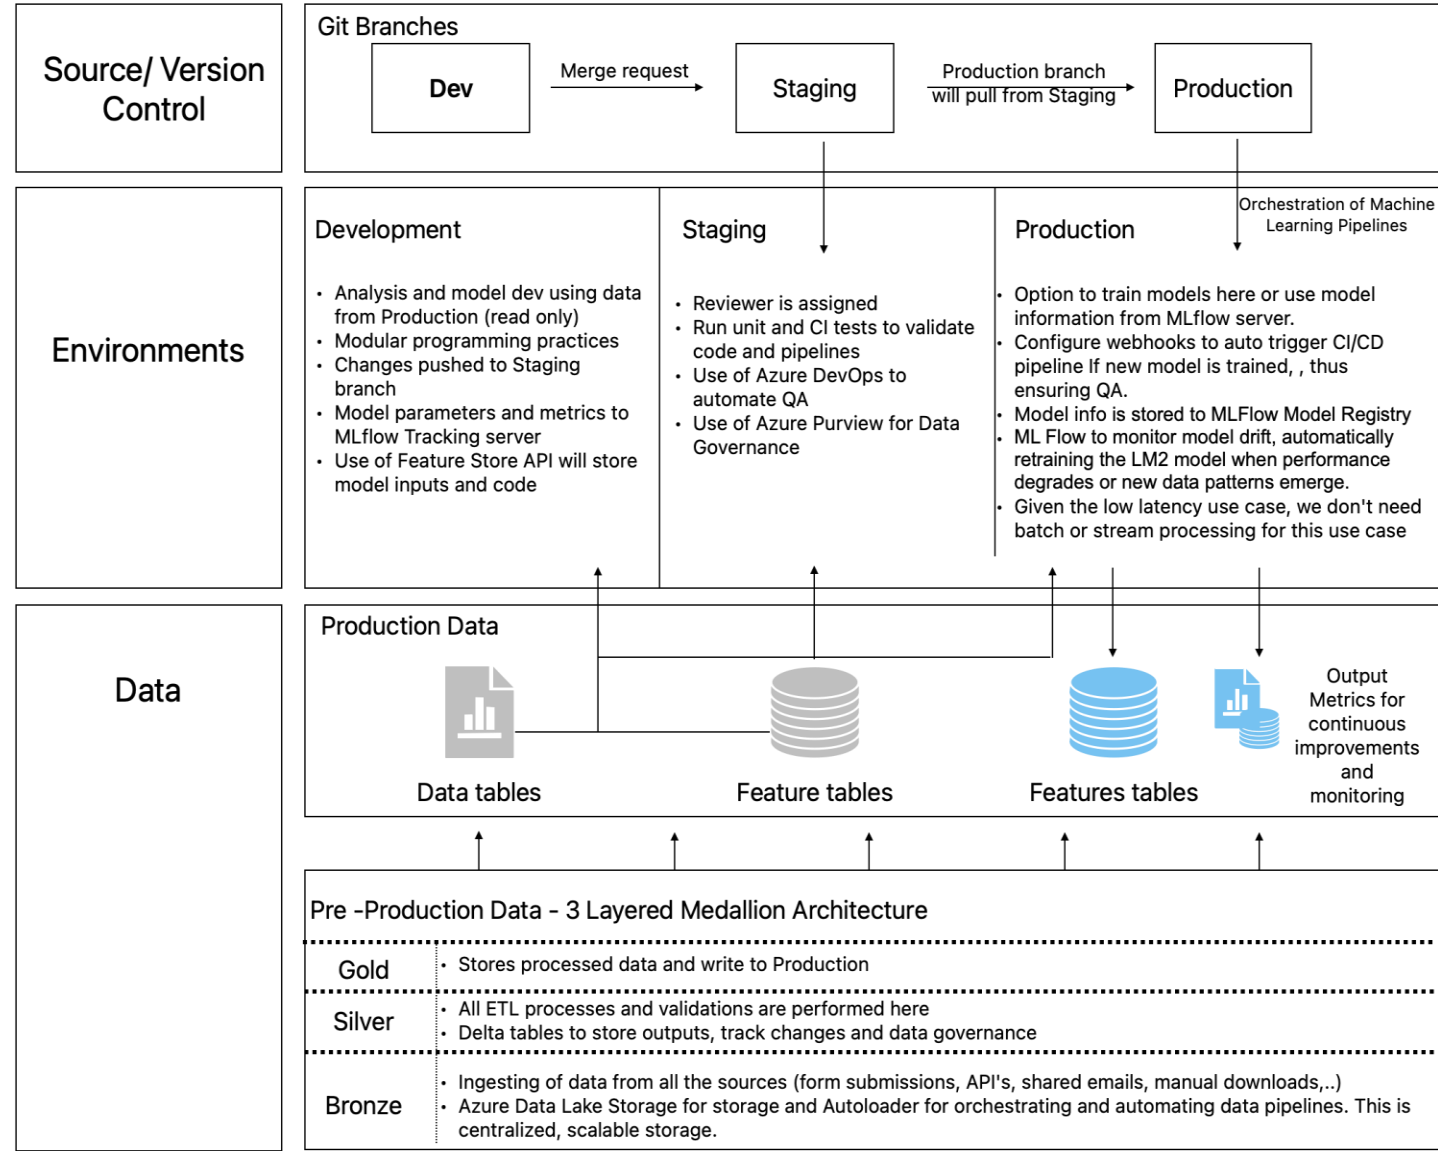 Source/ Version
Control
Git Branches
Dev
Merge request
Staging
Production branch
will pull from Staging
Production
Environments
Development
• Analysis and model dev using data
from Production (read only)
• Modular programming practices
• Changes pushed to Staging
branch
• Model parameters and metrics to
MLflow Tracking server
• Use of Feature Store API will store
model inputs and code
Staging
• Reviewer is assigned
• Run unit and CI tests to validate
code and pipelines
• Use of Azure DevOps to
automate QA
• Use of Azure Purview for Data
Governance
Production
Orchestration of Machine
Learning Pipelines
• Option to train models here or use model
information from MLflow server.
• Configure webhooks to auto trigger CI/CD
pipeline If new model is trained, , thus
ensuring QA.
• Model info is stored to MLFlow Model Registry
• ML Flow to monitor model drift, automatically
retraining the LM2 model when performance
degrades or new data patterns emerge.
• Given the low latency use case, we don't need
batch or stream processing for this use case
Data
Production Data
Data tables
Feature tables
Features tables
Output
Metrics for
continuous
improvements
and
monitoring
Pre -Production Data - 3 Layered Medallion Architecture
Gold
• Stores processed data and write to Production
Silver
• All ETL processes and validations are performed here
• Delta tables to store outputs, track changes and data governance
Bronze
• Ingesting of data from all the sources (form submissions, API's, shared emails, manual downloads,..)
• Azure Data Lake Storage for storage and Autoloader for orchestrating and automating data pipelines. This is
centralized, scalable storage.